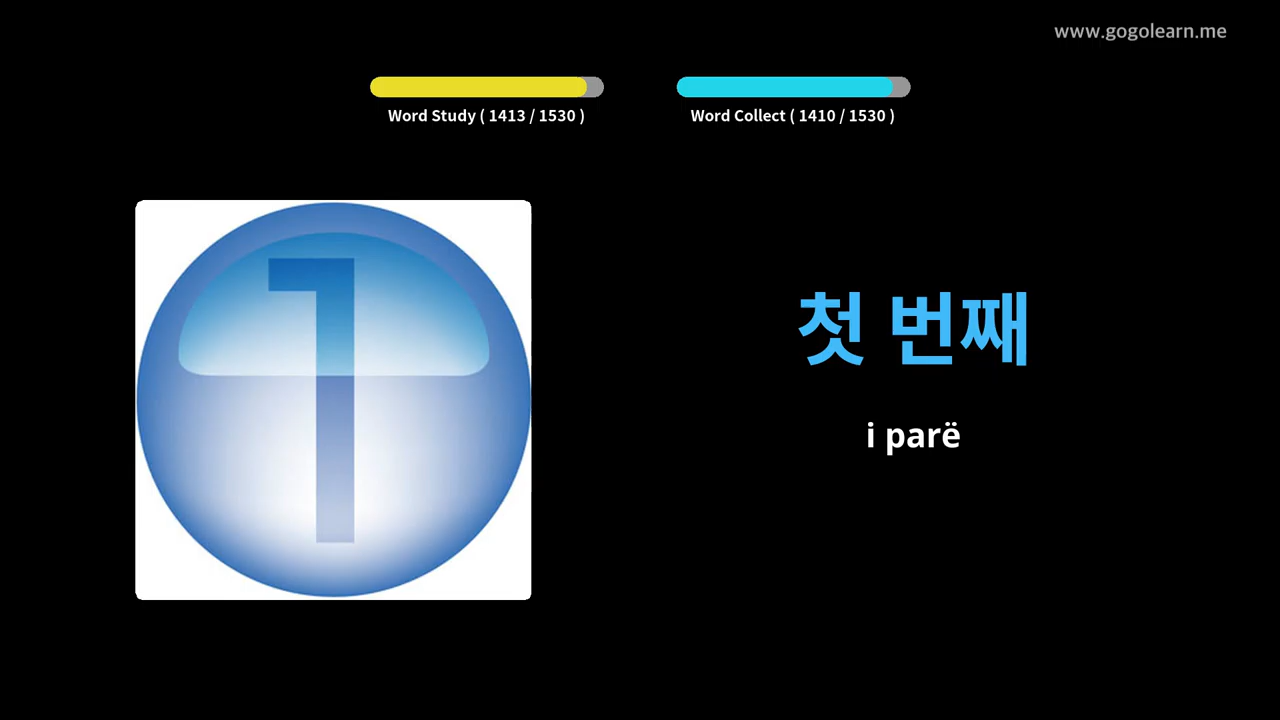 www.gogolearn.me
Word Study ( 1413 / 1530 )
Word Collect ( 1410 / 1530 )
1
첫 번째
i parë